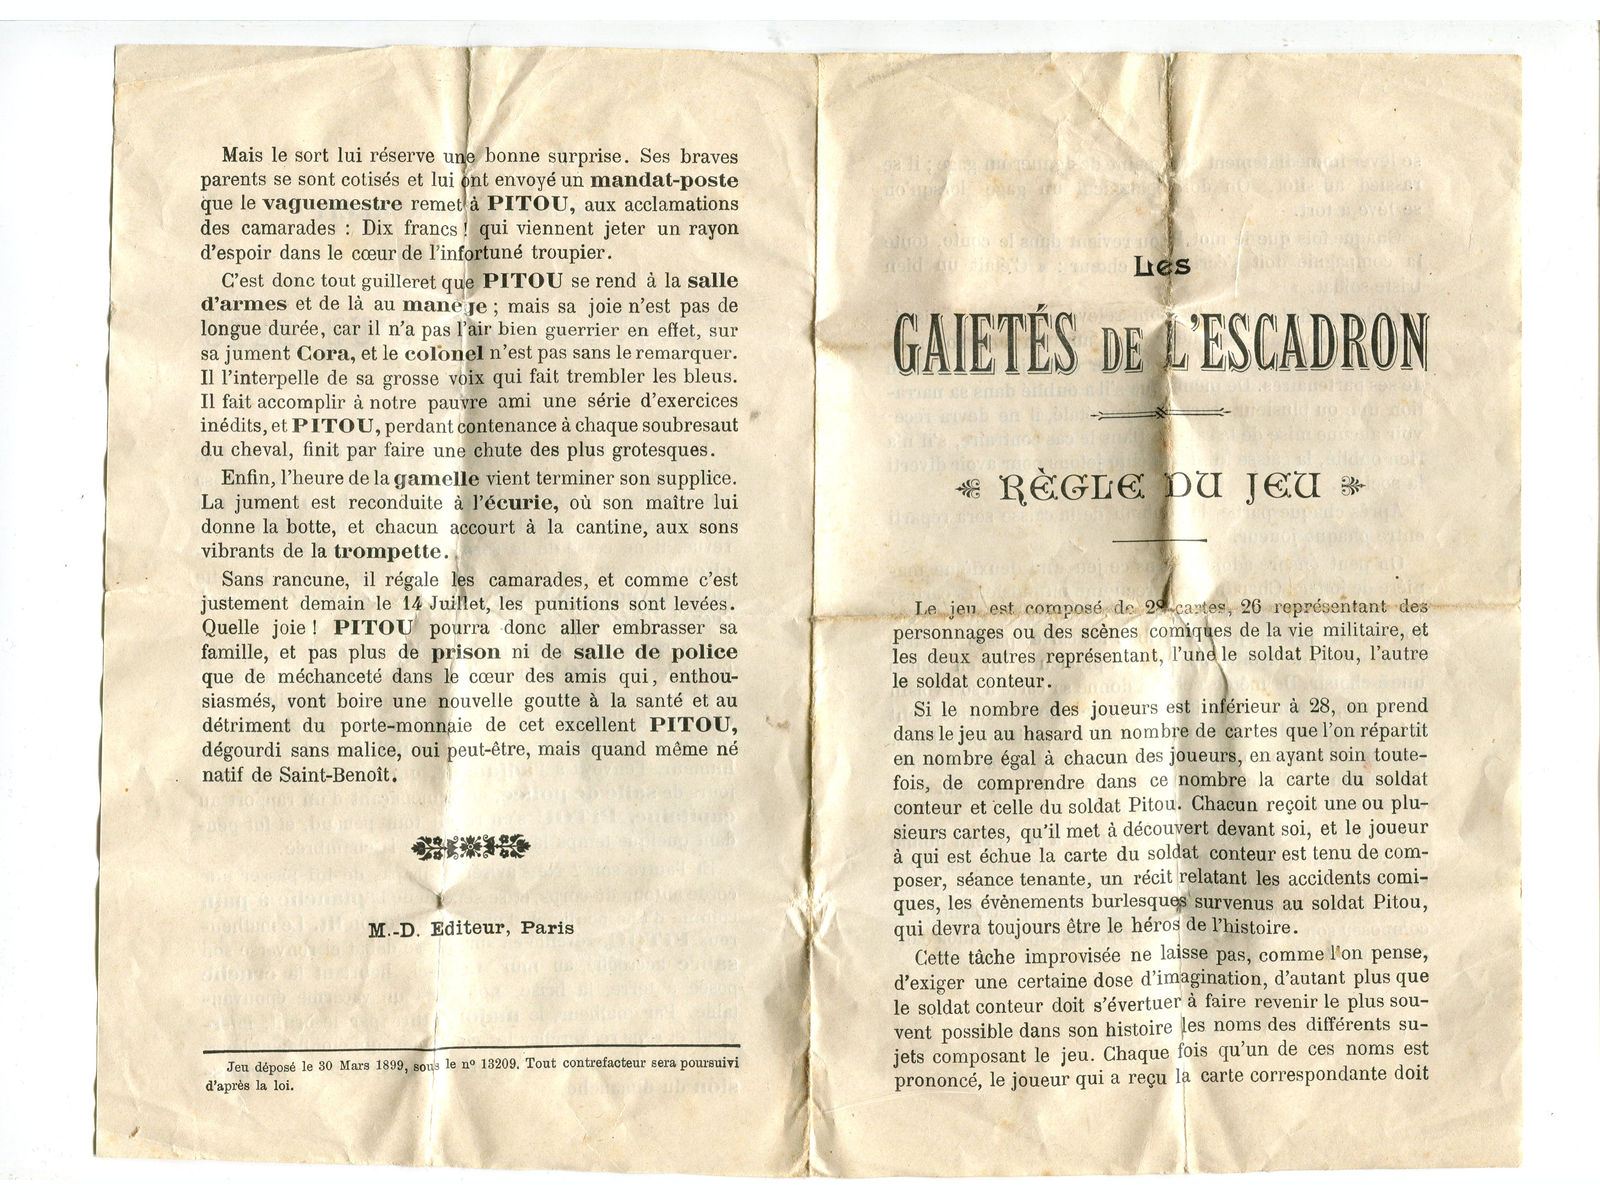 Mais le sort lui réserve une bonne surprise. Ses braves
parents se sont cotisés et lui ont envoyé un mandat-poste
que le vaguemestre remet à PITOU, aux acclamations
des camarades : Dix francs ! qui viennent jeter un rayon
d'espoir dans le cœur de l'infortuné troupier.
C'est donc tout guilleret que PITOU se rend à la salle
d'armes et de là au manège ; mais sa joie n'est pas de
longue durée, car il n'a pas l'air bien guerrier en effet, sur
sa jument Cora, et le colonel n'est pas sans le remarquer.
Il l'interpelle de sa grosse voix qui fait trembler les bleus.
Il fait accomplir à notre pauvre ami une série d'exercices
inédits, et PITOU, perdant contenance à chaque soubresaut
du cheval, finit par faire une chute des plus grotesques.
Enfin, l'heure de la gamelle vient terminer son supplice.
La jument est reconduite à l'écurie, où son maître lui
donne la botte, et chacun accourt à la cantine, aux sons
vibrants de la trompette.
Sans rancune, il régale les camarades, et comme c'est
justement demain le 14 Juillet, les punitions sont levées.
Quelle joie ! PITOU pourra donc aller embrasser sa
famille, et pas plus de prison ni de salle de police
que de méchanceté dans le cœur des amis qui, enthou-
siasmés, vont boire une nouvelle goutte à la santé et au
détriment du porte-monnaie de cet excellent PITOU,
dégourdi sans malice, oui peut-être, mais quand même né
natif de Saint-Benoît.
M.-D. Editeur, Paris
Jeu déposé le 30 Mars 1899, sous le nº 13209. Tout contrefacteur sera poursuivi
d'après la loi.
Les
GAIETÉS DE L'ESCADRON
RÈGLE DU JEU
Le jeu est composé de 28 cartes, 26 représentant des
personnages ou des scènes comiques de la vie militaire, et
les deux autres représentant, l'une le soldat Pitou, l'autre
le soldat conteur.
Si le nombre des joueurs est inférieur à 28, on prend
dans le jeu au hasard un nombre de cartes que l'on répartit
en nombre égal à chacun des joueurs, en ayant soin toute-
fois, de comprendre dans ce nombre la carte du soldat
conteur et celle du soldat Pitou. Chacun reçoit une ou plu-
sieurs cartes, qu'il met à découvert devant soi, et le joueur
à qui est échue la carte du soldat conteur est tenu de com-
poser, séance tenante, un récit relatant les accidents comi-
ques, les évènements burlesques survenus au soldat Pitou,
qui devra toujours être le héros de l'histoire.
Cette tâche improvisée ne laisse pas, comme l'on pense,
d'exiger une certaine dose d'imagination, d'autant plus que
le soldat conteur doit s'évertuer à faire revenir le plus sou-
vent possible dans son histoire les noms des différents su-
jets composant le jeu. Chaque fois qu'un de ces noms est
prononcé, le joueur qui a reçu la carte correspondante doit